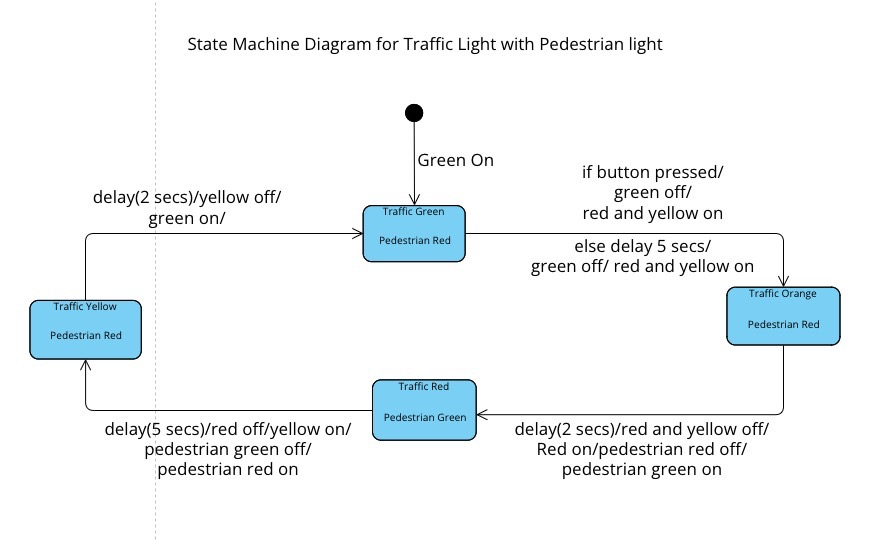 State Machine Diagram for Traffic Light with Pedestrian light
Green On
if button pressed/
green off/
red and yellow on
delay(2 secs)/yellow off/
green on/
Traffic Green
Pedestrian Red
else delay 5 secs/
green off/ red and yellow on
Traffic Orange
Pedestrian Red
Traffic Yellow
Pedestrian Red
Traffic Red
Pedestrian Green
delay(5 secs)/red off/yellow on/
pedestrian green off/
pedestrian red on
delay(2 secs)/red and yellow off/
Red on/pedestrian red off/
pedestrian green on